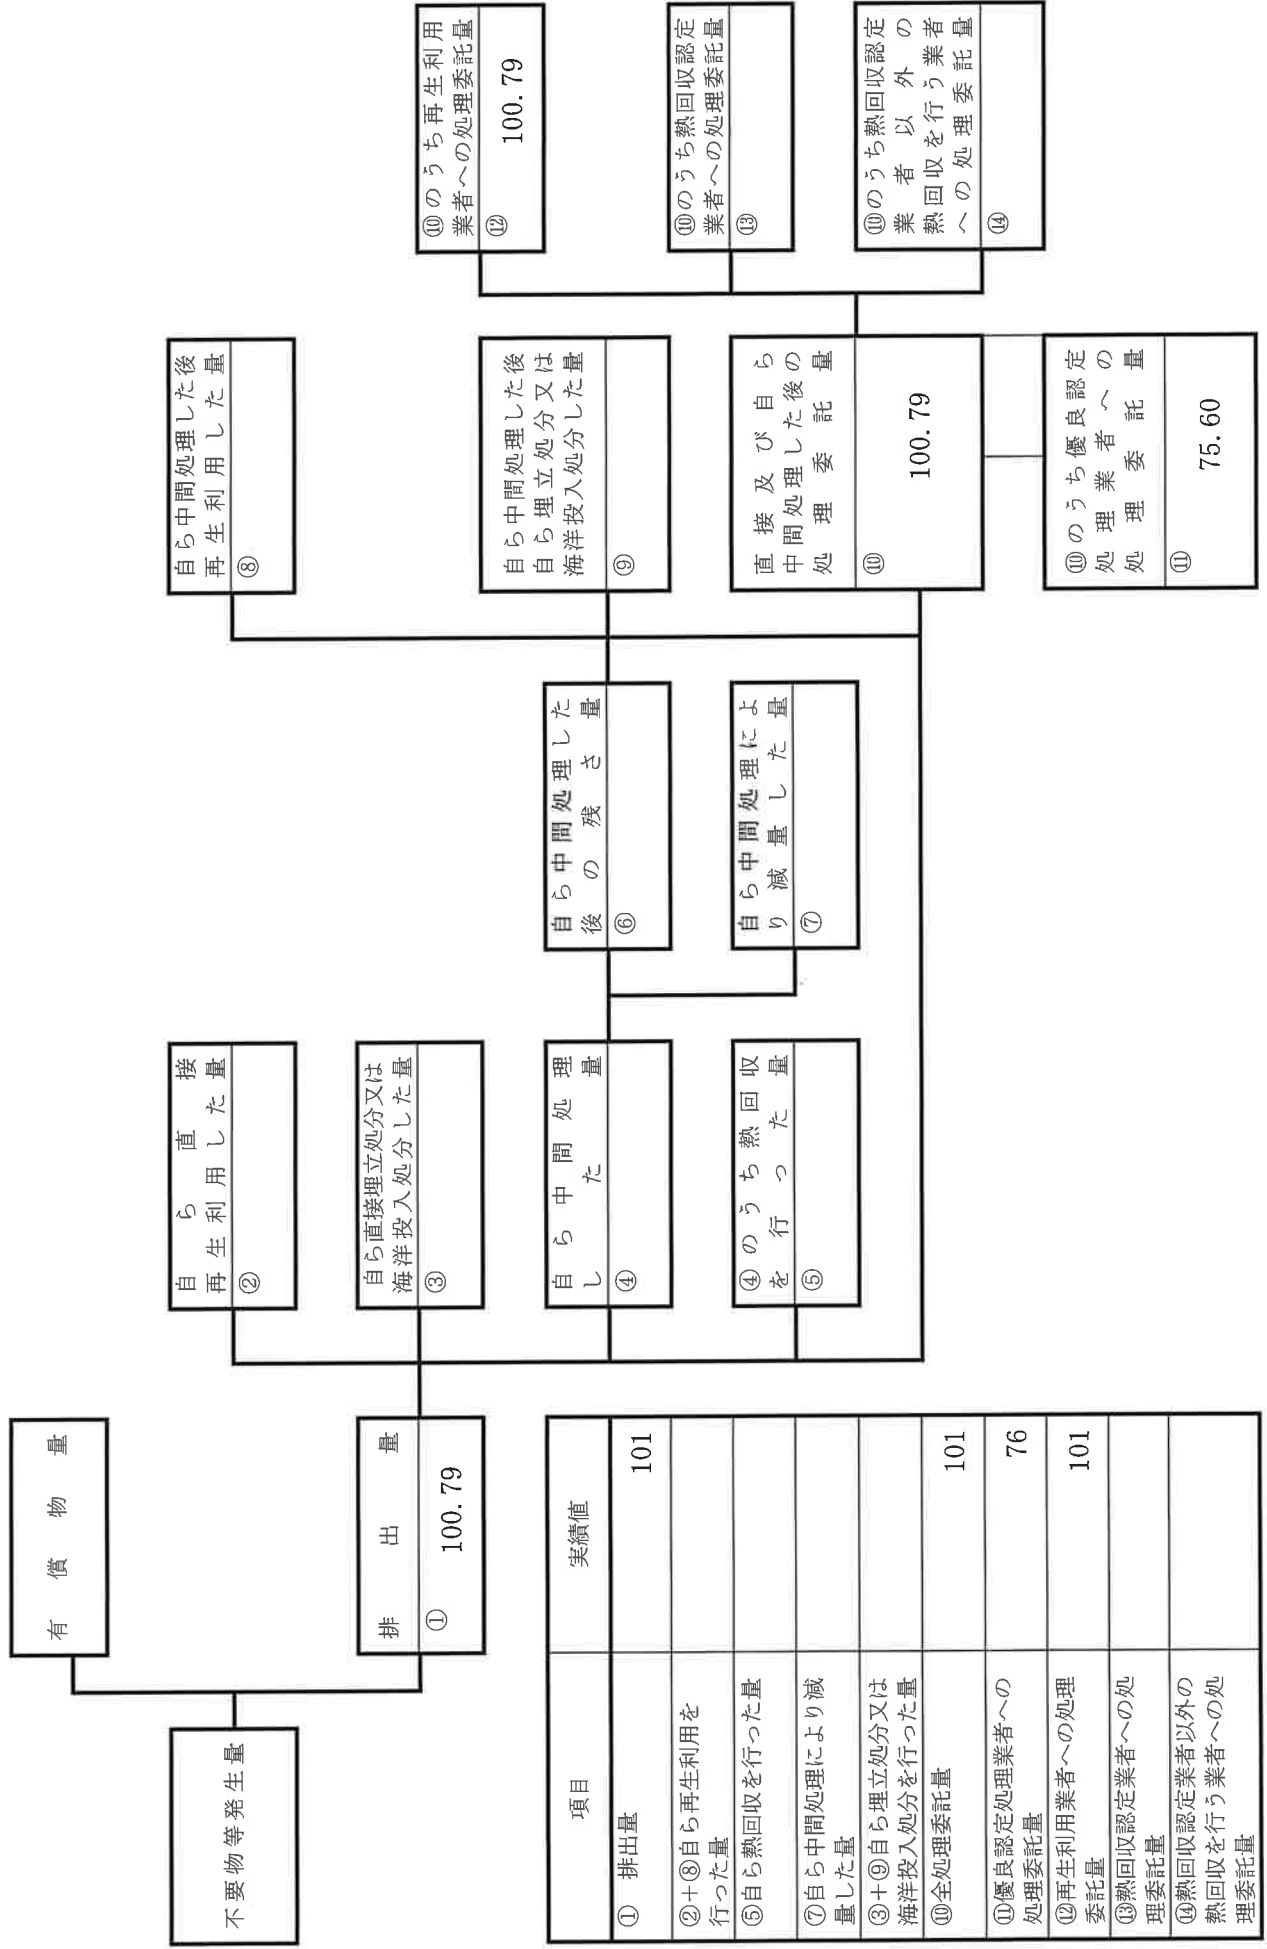 不要物等発生量
有償物量
排出量
① 100.79
自ら直接
再生利用した量
②
自ら直接埋立処分又は
海洋投入処分した量
③
自ら中間処理
した量
④
④のうち熱回収
を行った量
⑤
自ら中間処理した
後の残さ量
⑥
自ら中間処理によ
り減量した量
⑦
自ら中間処理した後
再生利用した量
⑧
自ら中間処理した後
自ら埋立処分又は
海洋投入処分した量
⑨
直接及び自ら
中間処理した後の
処理委託量
⑩ 100.79
⑩のうち優良認定
処理業者への
処理委託量
⑪ 75.60
⑩のうち再生利用
業者への処理委託量
⑫ 100.79
⑩のうち熱回収認定
業者への処理委託量
⑬
⑩のうち熱回収認定
業者以外の
熱回収を行う業者
への処理委託量
⑭
項目 実績値
① 排出量 101
②+⑧自ら再生利用を
行った量
⑤自ら熱回収を行った量
⑦自ら中間処理により減
量した量
③+⑨自ら埋立処分又は
海洋投入処分を行った量
⑩全処理委託量 101
⑪優良認定処理業者への
処理委託量 76
⑫再生利用業者への処理
委託量 101
⑬熱回収認定業者への処
理委託量
⑭熱回収認定業者以外の
熱回収を行う業者への処
理委託量